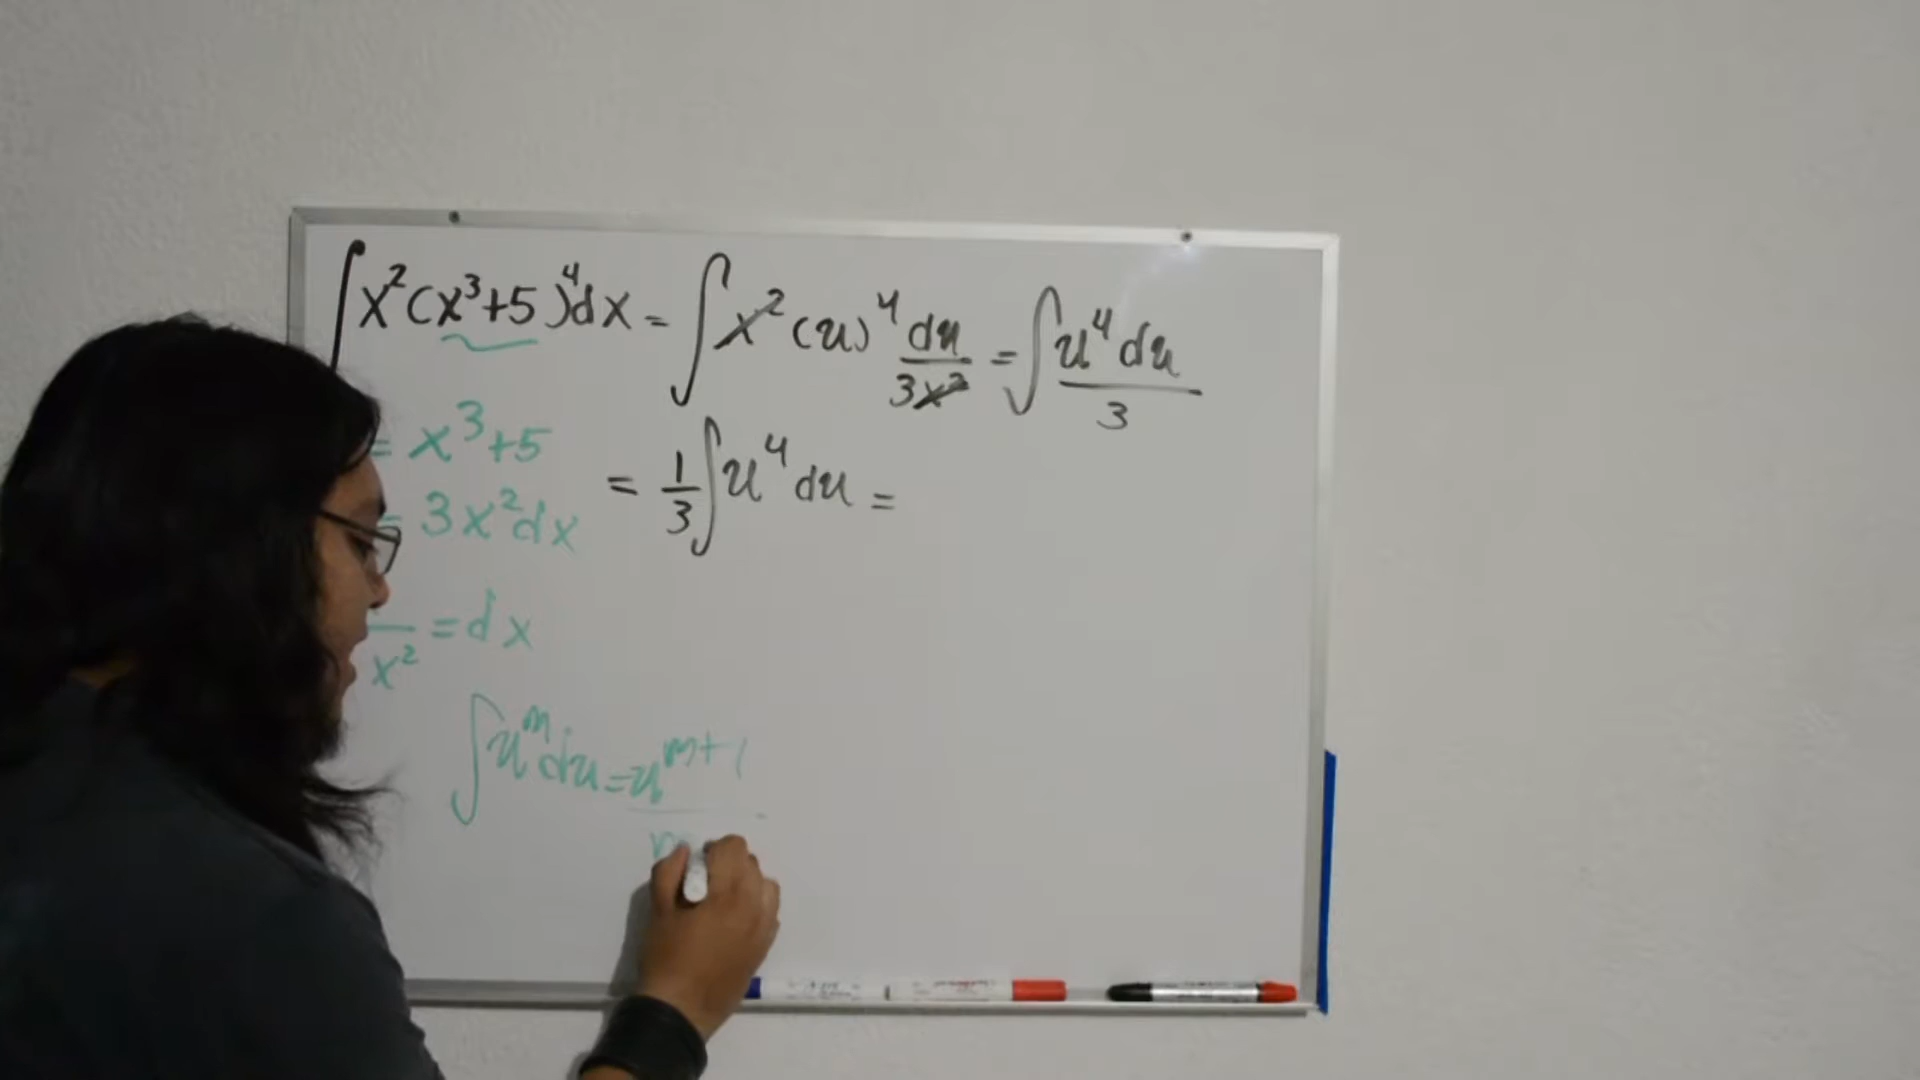 ∫x²(x³+5)⁴dx = ∫x²(u)⁴ du/3x² = ∫u⁴du/3
= x³+5
= 1/3 ∫u⁴du =
= 3x²dx
/x² = dx
∫uᵐdu = uᵐ⁺¹/m